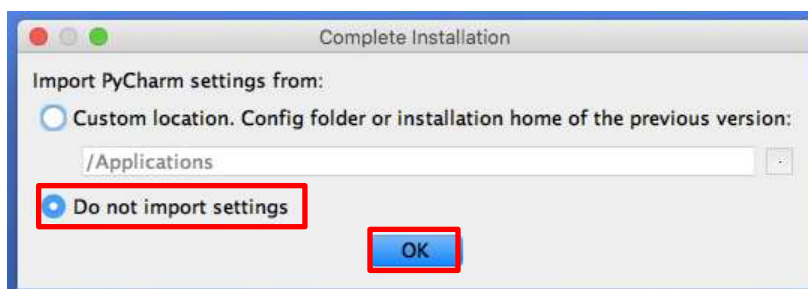 Complete Installation
Import PyCharm settings from:
Custom location. Config folder or installation home of the previous version:
/Applications
Do not import settings
OK